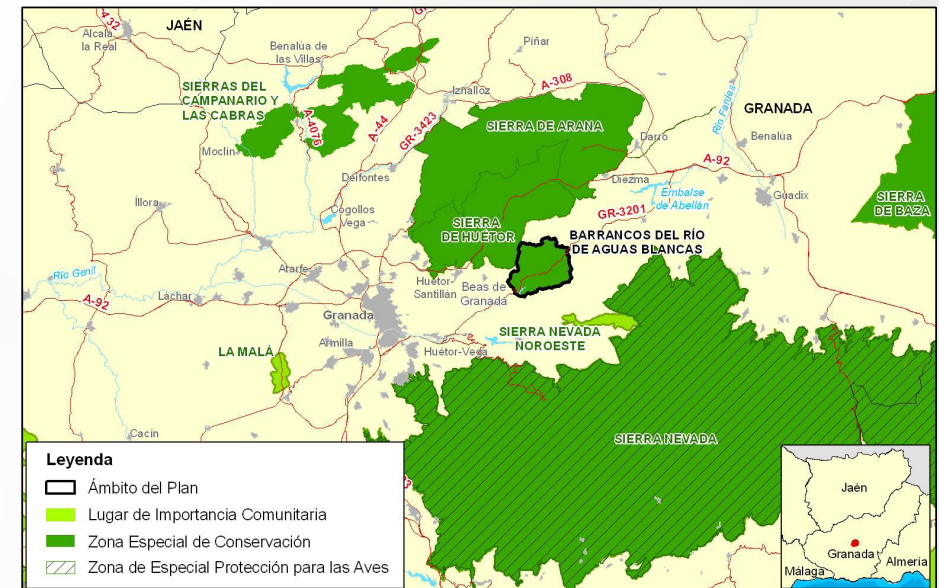 A-432
JAÉN
Alcalá
la Real
Benalúa de
las Villas
Píñar
SIERRAS DEL
CAMPANARIO Y
LAS CABRAS
Iznalloz
A-308
Río Fardes
GRANADA
A-4076
A-44
GR-3423
SIERRA DE ARANA
Darro
Benalúa
Moclín
A-92
Deifontes
Diezma
Embalse
de Abellán
Guadix
SIERRA
DE BAZA
Íllora
Cogollos
Vega
GR-3201
SIERRA
DE HUÉTOR
BARRANCOS DEL RÍO
DE AGUAS BLANCAS
Río Genil
Atarfe
Huétor
Santillán
Beas de
Granada
A-92
Láchar
Granada
SIERRA NEVADA
NOROESTE
LA MALÁ
Armilla
Huétor-Vega
Cacín
SIERRA NEVADA
Leyenda
Ámbito del Plan
Lugar de Importancia Comunitaria
Zona Especial de Conservación
Zona de Especial Protección para las Aves
Jaén
Granada
Málaga
Almería